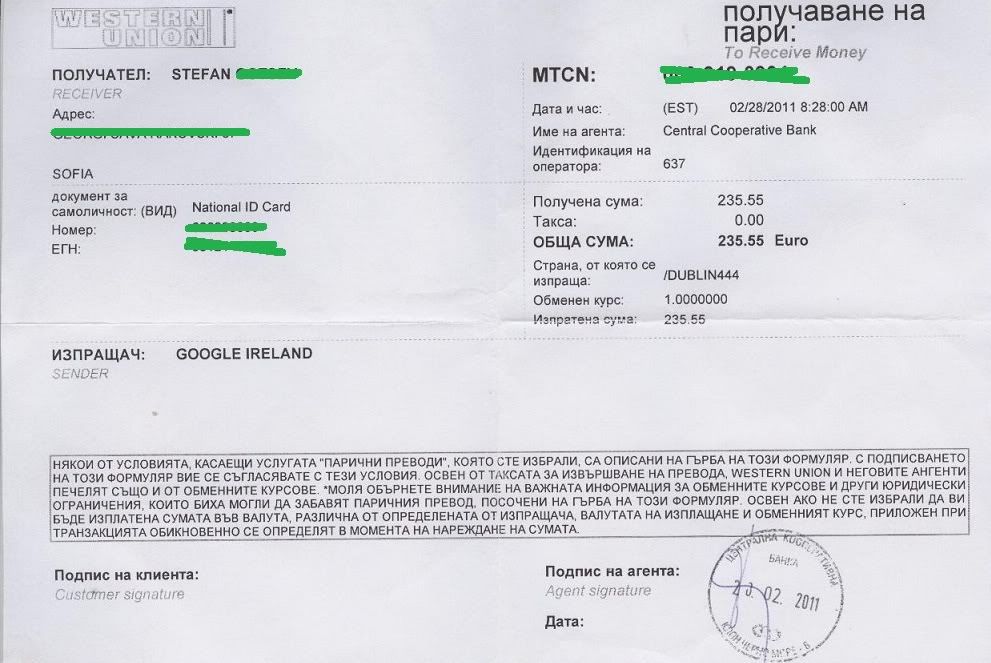 WESTERN
UNION
получаване на
пари:
To Receive Money
ПОЛУЧАТЕЛ: STEFAN
RECEIVER
Адрес:
SOFIA
документ за
самоличност: (ВИД) National ID Card
Номер:
ЕГН:
MTCN:
Дата и час: (EST) 02/28/2011 8:28:00 AM
Име на агента: Central Cooperative Bank
Идентификация на
оператора: 637
Получена сума: 235.55
Такса: 0.00
ОБЩА СУМА: 235.55 Euro
Страна, от която се
изпраща: /DUBLIN444
Обменен курс: 1.0000000
Изпратена сума: 235.55
ИЗПРАЩАЧ: GOOGLE IRELAND
SENDER
НЯКОИ ОТ УСЛОВИЯТА, КАСАЕЩИ УСЛУГАТА "ПАРИЧНИ ПРЕВОДИ", КОЯТО СТЕ ИЗБРАЛИ, СА ОПИСАНИ НА ГЪРБА НА ТОЗИ ФОРМУЛЯР. С ПОДПИСВАНЕТО
НА ТОЗИ ФОРМУЛЯР ВИЕ СЕ СЪГЛАСЯВАТЕ С ТЕЗИ УСЛОВИЯ. ОСВЕН ОТ ТАКСАТА ЗА ИЗВЪРШВАНЕ НА ПРЕВОДА, WESTERN UNION И НЕГОВИТЕ АНГЕНТИ
ПЕЧЕЛЯТ СЪЩО И ОТ ОБМЕННИТЕ КУРСОВЕ. *МОЛЯ ОБЪРНЕТЕ ВНИМАНИЕ НА ВАЖНАТА ИНФОРМАЦИЯ ЗА ОБМЕННИТЕ КУРСОВЕ И ДРУГИ ЮРИДИЧЕСКИ
ОГРАНИЧЕНИЯ, КОИТО БИХА МОГЛИ ДА ЗАБАВЯТ ПАРИЧНИЯ ПРЕВОД, ПОСОЧЕНИ НА ГЪРБА НА ТОЗИ ФОРМУЛЯР. ОСВЕН АКО НЕ СТЕ ИЗБРАЛИ ДА ВИ
БЪДЕ ИЗПЛАТЕНА СУМАТА ВЪВ ВАЛУТА, РАЗЛИЧНА ОТ ОПРЕДЕЛЕНАТА ОТ ИЗПРАЩАЧА, ВАЛУТАТА НА ИЗПЛАЩАНЕ И ОБМЕННИЯТ КУРС, ПРИЛОЖЕН ПРИ
ТРАНЗАКЦИЯТА ОБИКНОВЕНО СЕ ОПРЕДЕЛЯТ В МОМЕНТА НА НАРЕЖДАНЕ НА СУМАТА.
Подпис на клиента:
Customer signature
Подпис на агента:
Agent signature
Дата:
ЦЕНТРАЛНА КООПЕРАТИВНА
БАНКА
02. 2011